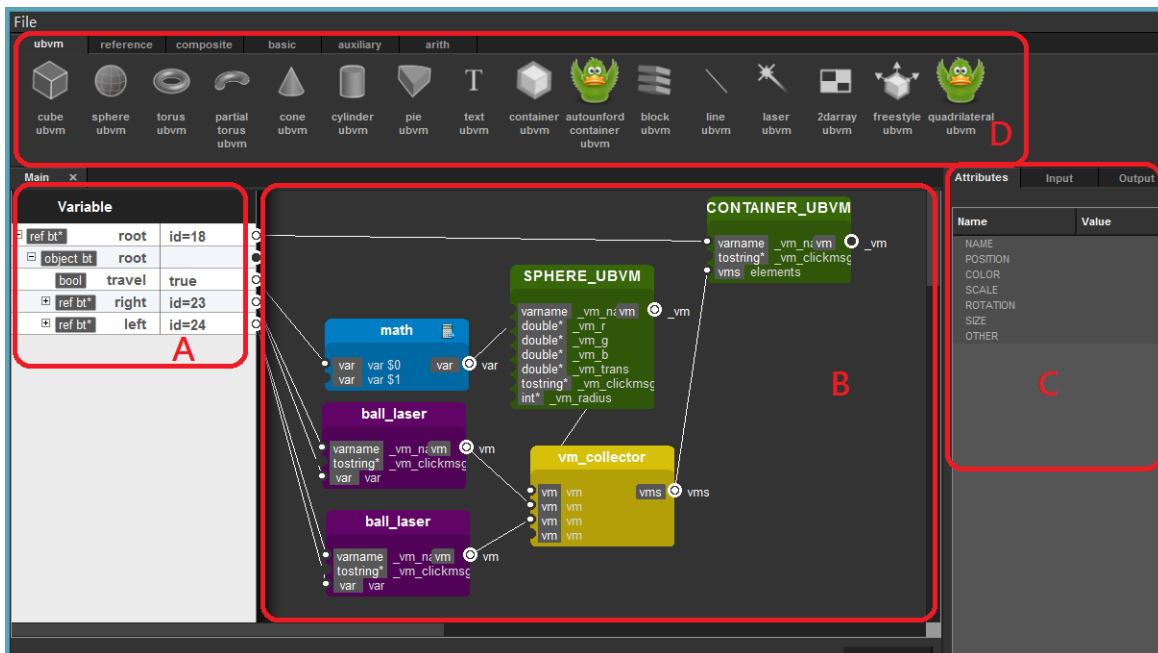 File
ubvm reference composite basic auxiliary arith
cube sphere torus partial cone cylinder pie text container autounford block line laser 2darray freestyle quadrilateral
ubvm ubvm ubvm torus ubvm ubvm ubvm ubvm ubvm container ubvm ubvm ubvm ubvm ubvm ubvm
ubvm ubvm
T
D
Main ×
Variable
ref bt* root id=18
object bt root
bool travel true
ref bt* right id=23
ref bt* left id=24
A
CONTAINER_UBVM
varname _vm_na vm _vm
tostring* _vm_clickmsg
vms elements
SPHERE_UBVM
varname _vm_na vm _vm
double* _vm_r
double* _vm_g
double* _vm_b
double* _vm_trans
tostring* _vm_clickmsg
int* _vm_radius
math
var var $0 var var
var var $1
ball_laser
varname _vm_na vm vm
tostring* _vm_clickmsg
var var
vm_collector
vm vm vms vms
vm vm
vm vm
vm vm
ball_laser
varname _vm_na vm vm
tostring* _vm_clickmsg
var var
B
Attributes Input Output
Name Value
NAME
POSITION
COLOR
SCALE
ROTATION
SIZE
OTHER
C